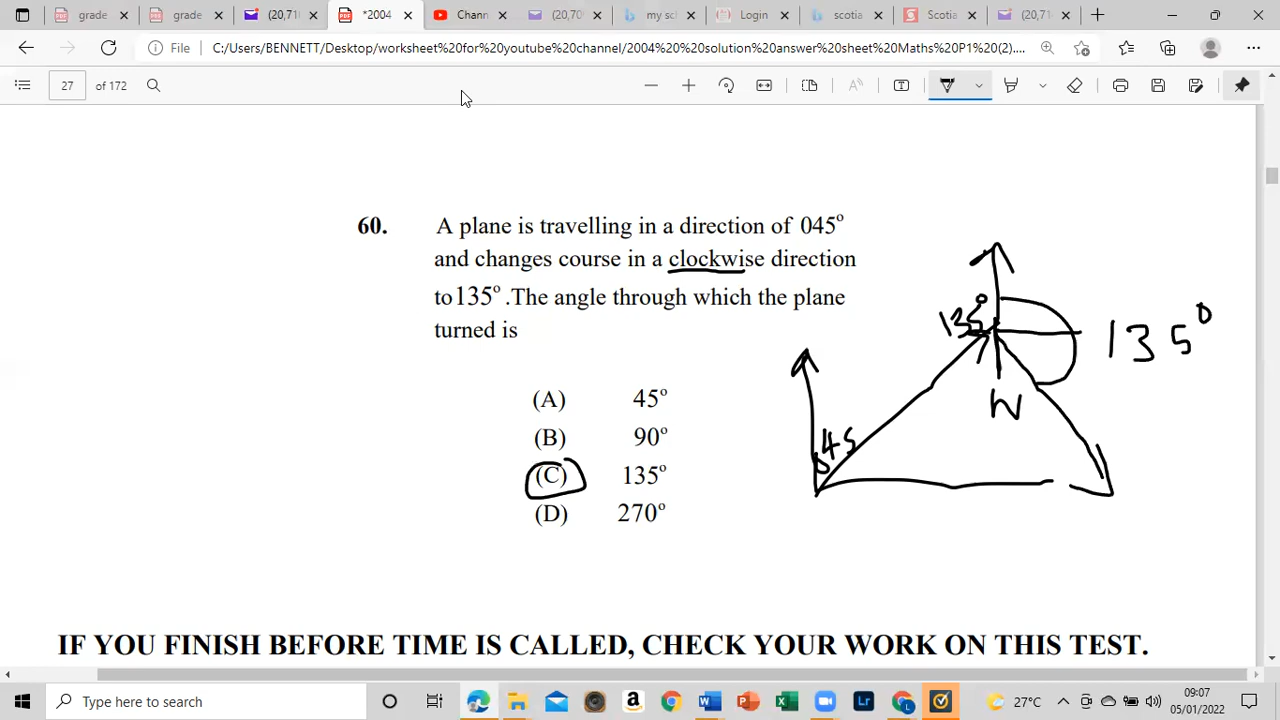 grade
grade
(20,716
*2004
Chann
(20,70
my scl
Login
scotia
Scotia
(20,71
File
C:/Users/BENNETT/Desktop/worksheet%20for%20youtube%20channel/2004%20%20solution%20answer%20sheet%20Maths%20P1%20(2)....
27 of 172
60. A plane is travelling in a direction of 045°
and changes course in a clockwise direction
to 135° .The angle through which the plane
turned is
(A) 45°
(B) 90°
(C) 135°
(D) 270°
135°
135°
N
045
IF YOU FINISH BEFORE TIME IS CALLED, CHECK YOUR WORK ON THIS TEST.
Type here to search
27°C
09:07
05/01/2022